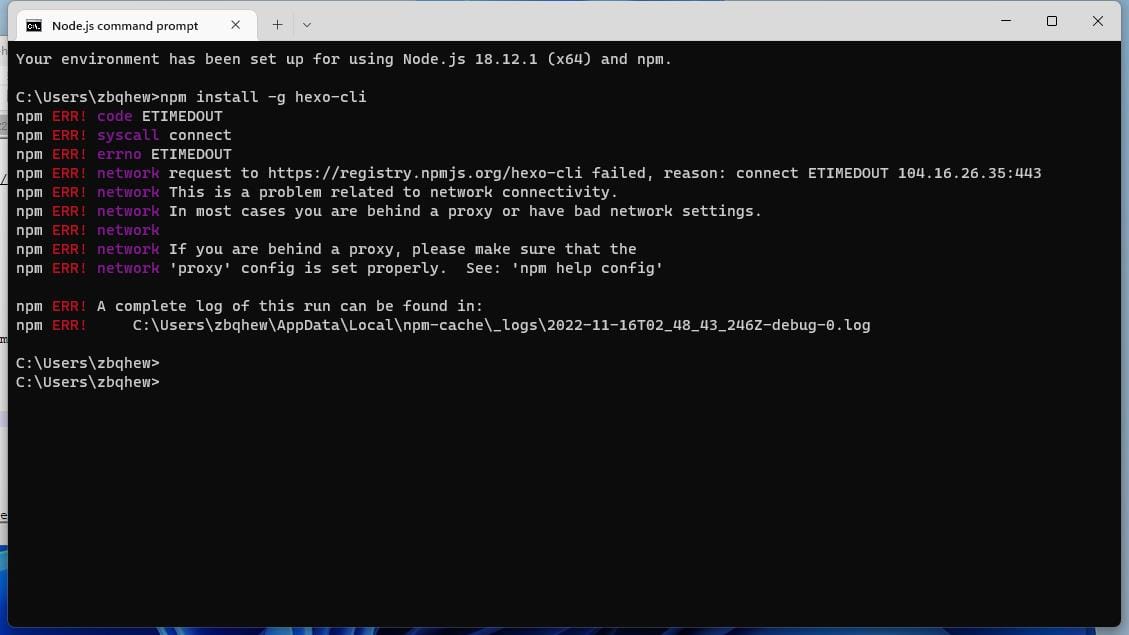 Node.js command prompt
Your environment has been set up for using Node.js 18.12.1 (x64) and npm.
C:\Users\zbqhew>npm install -g hexo-cli
npm ERR! code ETIMEDOUT
npm ERR! syscall connect
npm ERR! errno ETIMEDOUT
npm ERR! network request to https://registry.npmjs.org/hexo-cli failed, reason: connect ETIMEDOUT 104.16.26.35:443
npm ERR! network This is a problem related to network connectivity.
npm ERR! network In most cases you are behind a proxy or have bad network settings.
npm ERR! network
npm ERR! network If you are behind a proxy, please make sure that the
npm ERR! network 'proxy' config is set properly.  See: 'npm help config'
npm ERR! A complete log of this run can be found in:
npm ERR!     C:\Users\zbqhew\AppData\Local\npm-cache\_logs\2022-11-16T02_48_43_246Z-debug-0.log
C:\Users\zbqhew>
C:\Users\zbqhew>